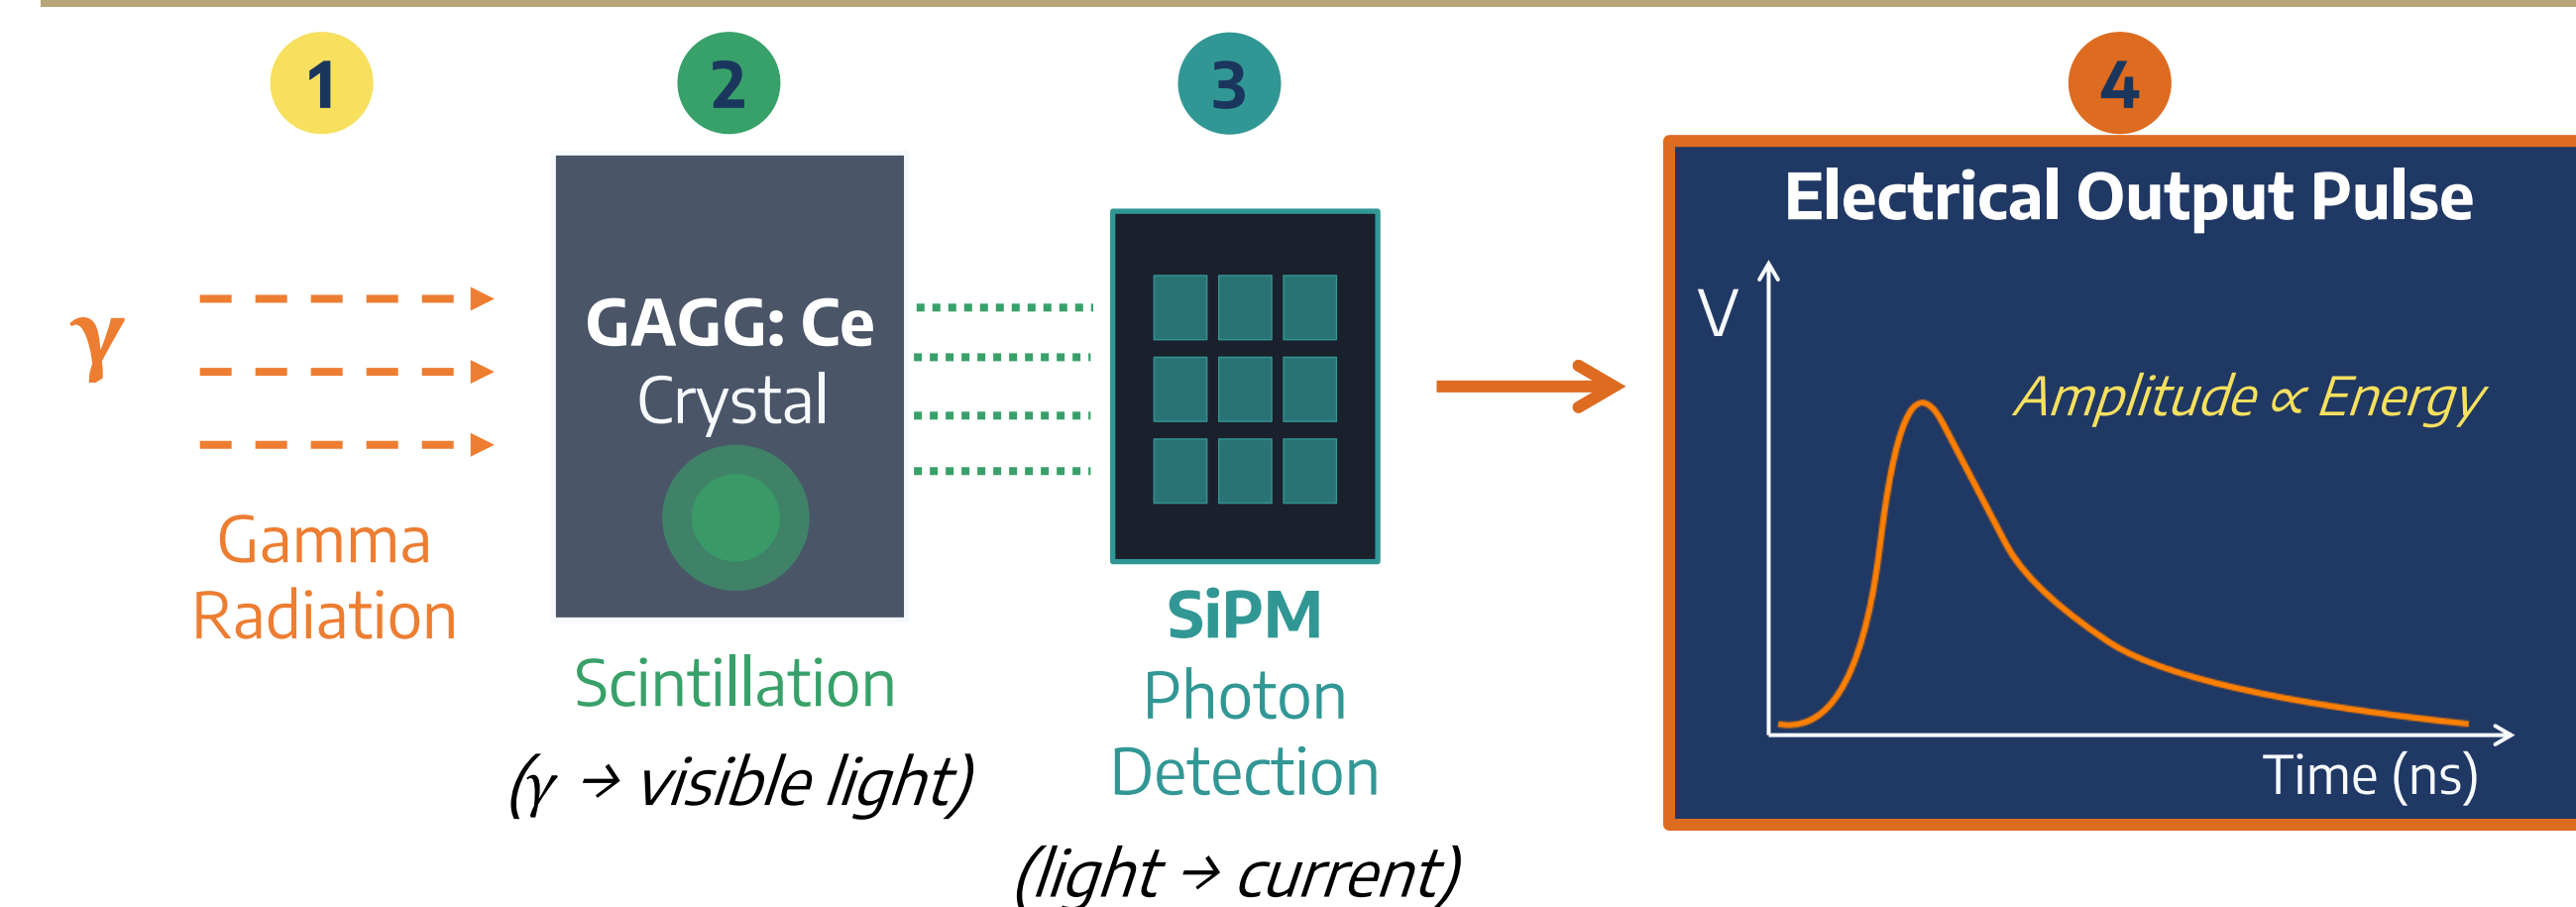 1
2
3
4
γ
Gamma
Radiation
GAGG: Ce
Crystal
Scintillation
(γ → visible light)
SiPM
Photon
Detection
(light → current)
Electrical Output Pulse
V
Amplitude ∝ Energy
Time (ns)